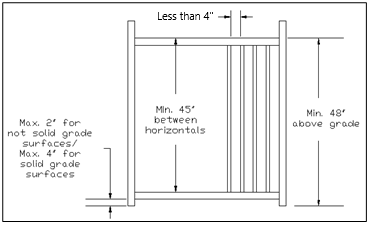 Less than 4"
Min. 45"
between
horizontals
Min. 48"
above grade
Max. 2" for
not solid grade
surfaces/
Max. 4" for
solid grade
surfaces